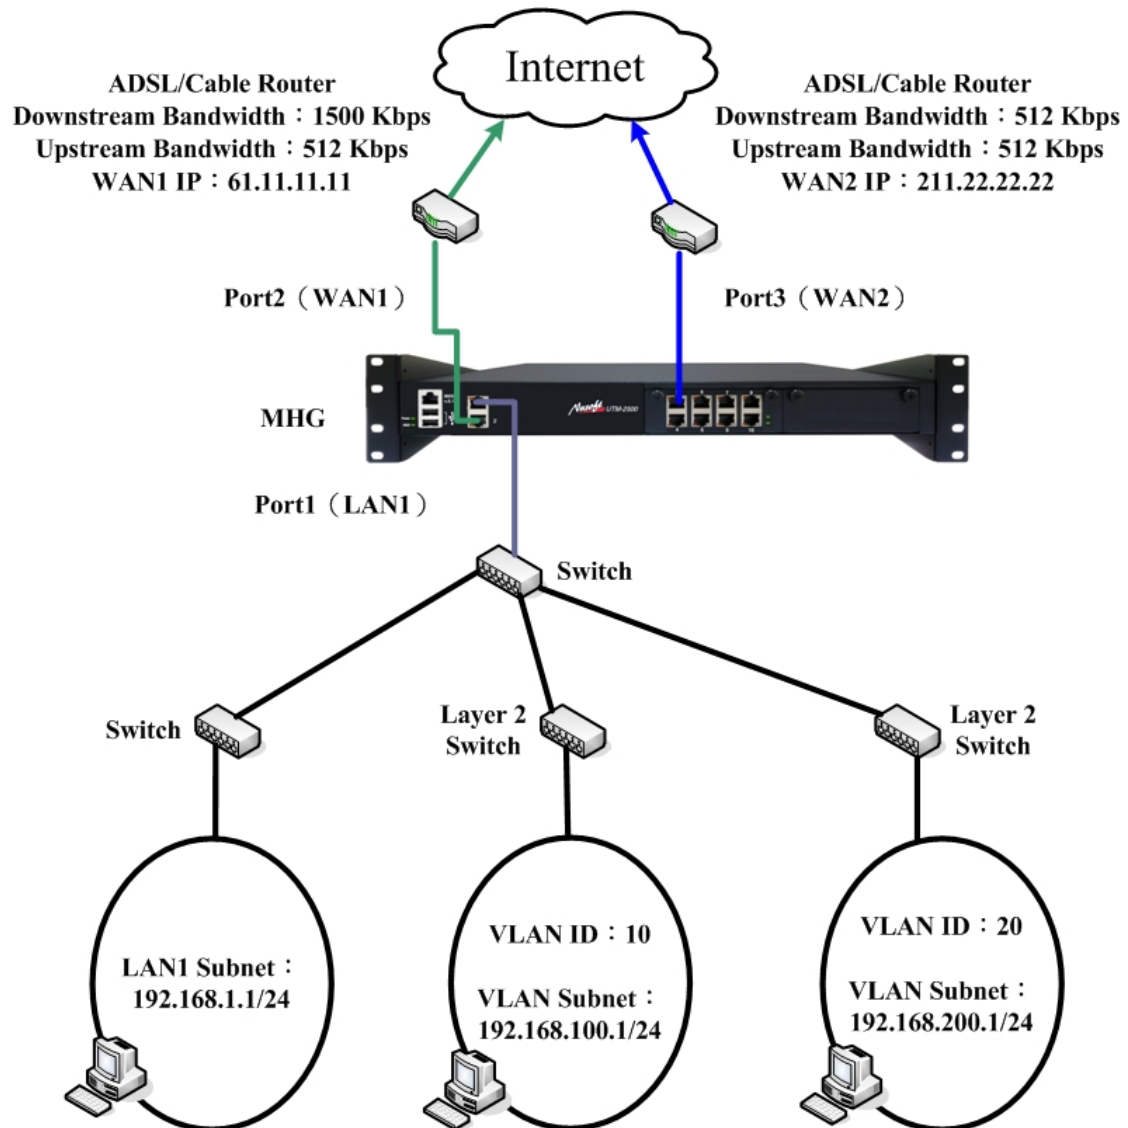 Internet
ADSL/Cable Router
Downstream Bandwidth：1500 Kbps
Upstream Bandwidth：512 Kbps
WAN1 IP：61.11.11.11
ADSL/Cable Router
Downstream Bandwidth：512 Kbps
Upstream Bandwidth：512 Kbps
WAN2 IP：211.22.22.22
Port2（WAN1）
Port3（WAN2）
MHG
Nusoft UTM-2500
Port1（LAN1）
Switch
Switch
Layer 2
Switch
Layer 2
Switch
LAN1 Subnet：
192.168.1.1/24
VLAN ID：10
VLAN Subnet：
192.168.100.1/24
VLAN ID：20
VLAN Subnet：
192.168.200.1/24